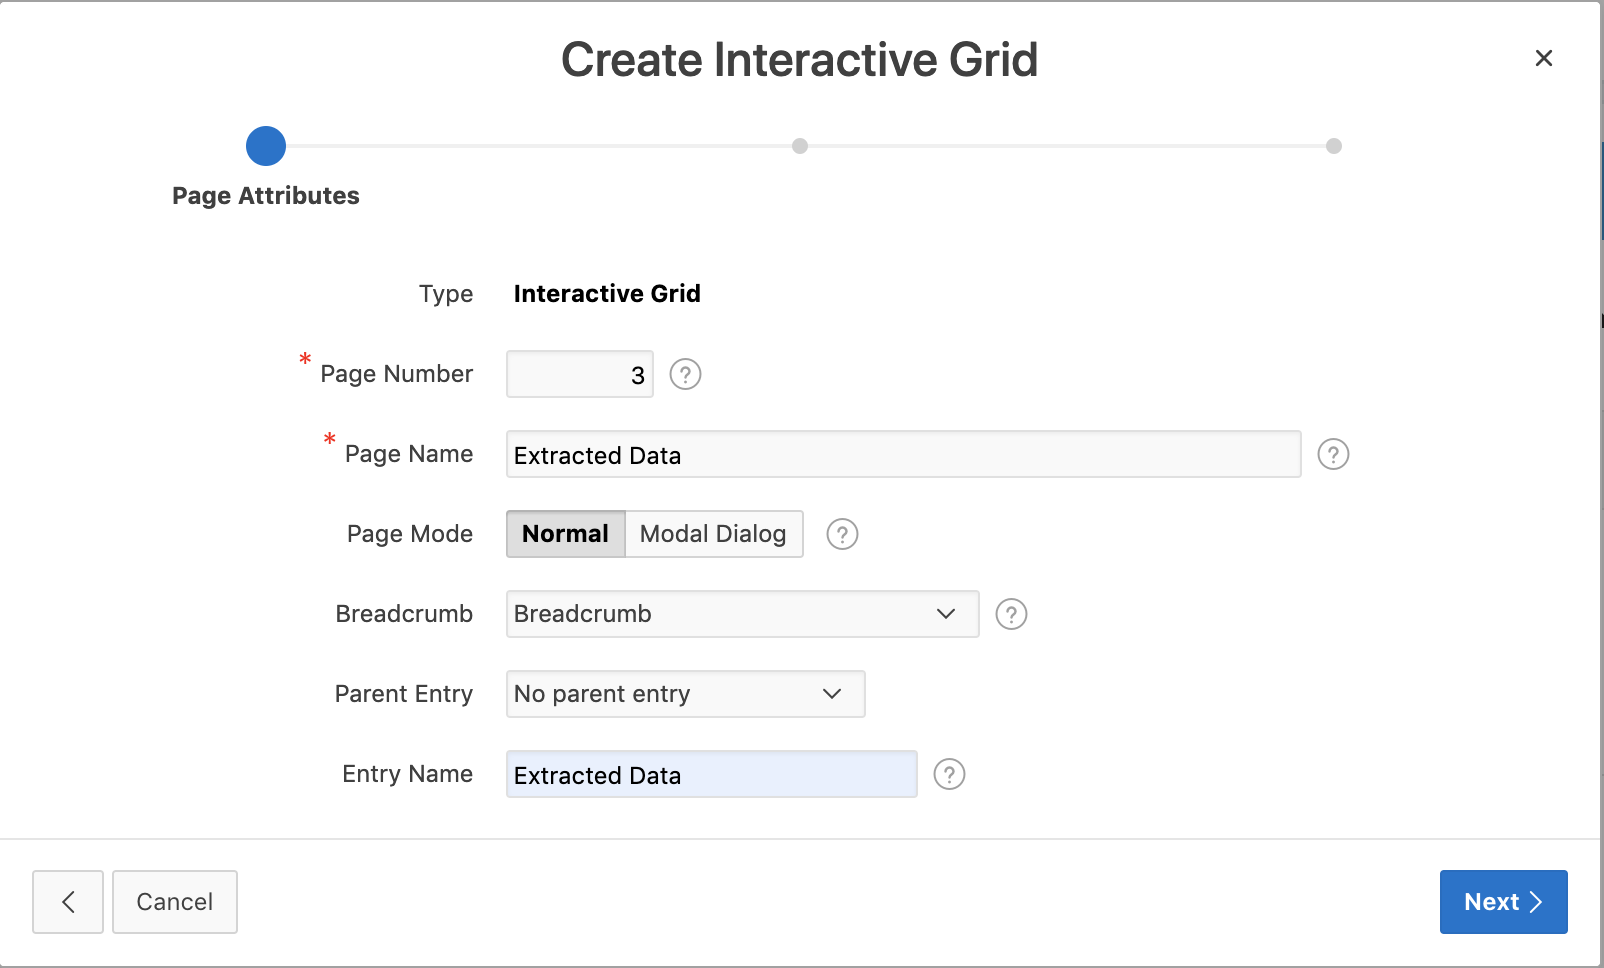 Create Interactive Grid
Page Attributes
Type Interactive Grid
* Page Number 3 ?
* Page Name Extracted Data ?
Page Mode Normal Modal Dialog ?
Breadcrumb Breadcrumb ?
Parent Entry No parent entry
Entry Name Extracted Data ?
Cancel Next